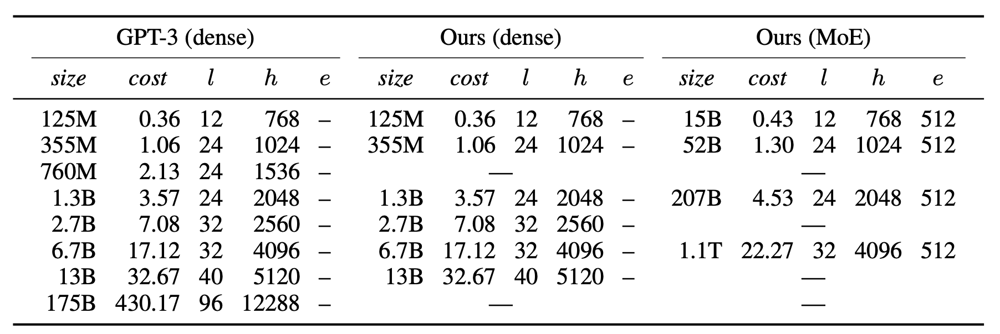 GPT-3 (dense) Ours (dense) Ours (MoE)
size cost l h e size cost l h e size cost l h e
125M 0.36 12 768 – 125M 0.36 12 768 – 15B 0.43 12 768 512
355M 1.06 24 1024 – 355M 1.06 24 1024 – 52B 1.30 24 1024 512
760M 2.13 24 1536 – — —
1.3B 3.57 24 2048 – 1.3B 3.57 24 2048 – 207B 4.53 24 2048 512
2.7B 7.08 32 2560 – 2.7B 7.08 32 2560 – —
6.7B 17.12 32 4096 – 6.7B 17.12 32 4096 – 1.1T 22.27 32 4096 512
13B 32.67 40 5120 – 13B 32.67 40 5120 – —
175B 430.17 96 12288 – — —